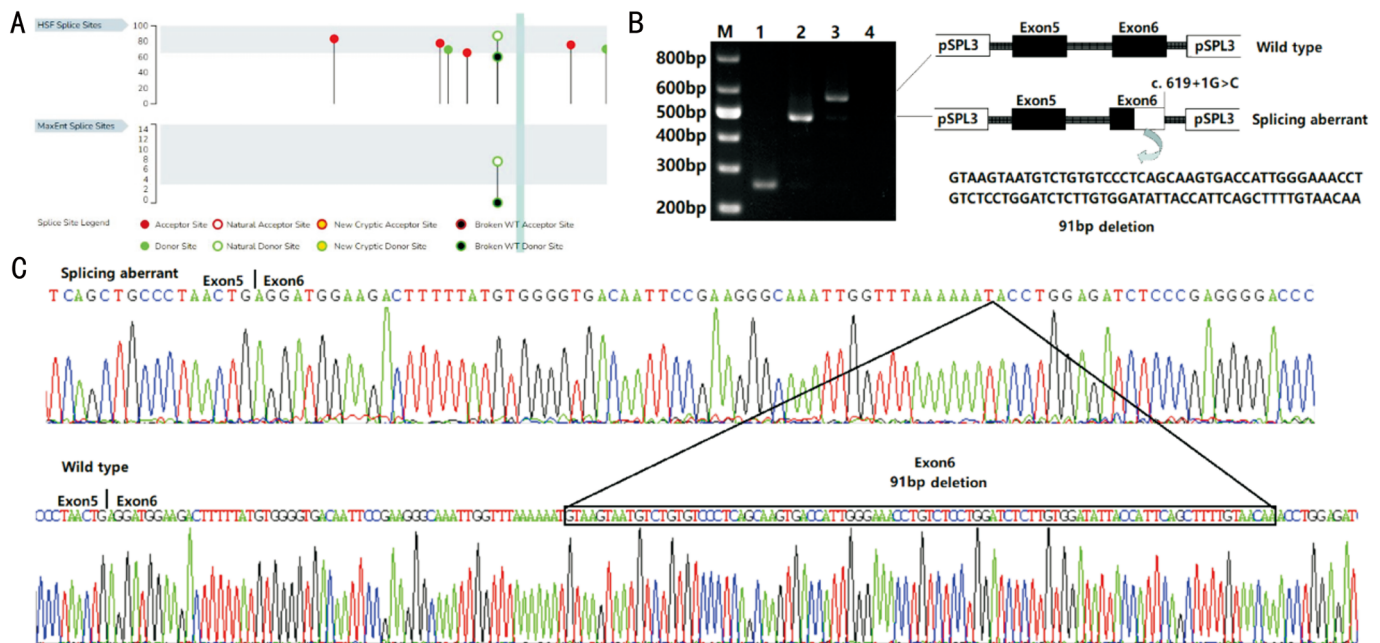 A
HSF Splice Sites
100
80
60
40
20
0
MaxEnt Splice Sites
14
12
10
8
6
4
2
0
Splice Site Legend
Acceptor Site
Natural Acceptor Site
New Cryptic Acceptor Site
Broken WT Acceptor Site
Donor Site
Natural Donor Site
New Cryptic Donor Site
Broken WT Donor Site
B
M 1 2 3 4
800bp
600bp
500bp
400bp
300bp
200bp
Exon5 Exon6
pSPL3 pSPL3 Wild type
c. 619+1G>C
Exon5 Exon6
pSPL3 pSPL3 Splicing aberrant
GTAAGTAATGTCTGTGTCCCTCAGCAAGTGACCATTGGGAAACCT
GTCTCCTGGATCTCTTGTGGATATTACCATTCAGCTTTTGTAACAA
91bp deletion
C
Splicing aberrant Exon5 | Exon6
TCAGCTGCCCTAACTGAGGATGGAAGACTTTTTATGTGGGGTGACAATTCCGAAGGGCAAATTGGTTTAAAAAATACCTGGAGATCTCCCGAGGGGACCC
Wild type
Exon6
91bp deletion
Exon5 | Exon6
CCCTAACTGAGGATGGAAGACTTTTTATGTGGGGTGACAATTCCGAAGGGCAAATTGGTTTAAAAAATGTAAGTAATGTCTGTGTCCCTCAGCAAGTGACCATTGGGAAACCTGTCTCCTGGATCTCTTGTGGATATTACCATTCAGCTTTTGTAACAAACCTGGAGAT